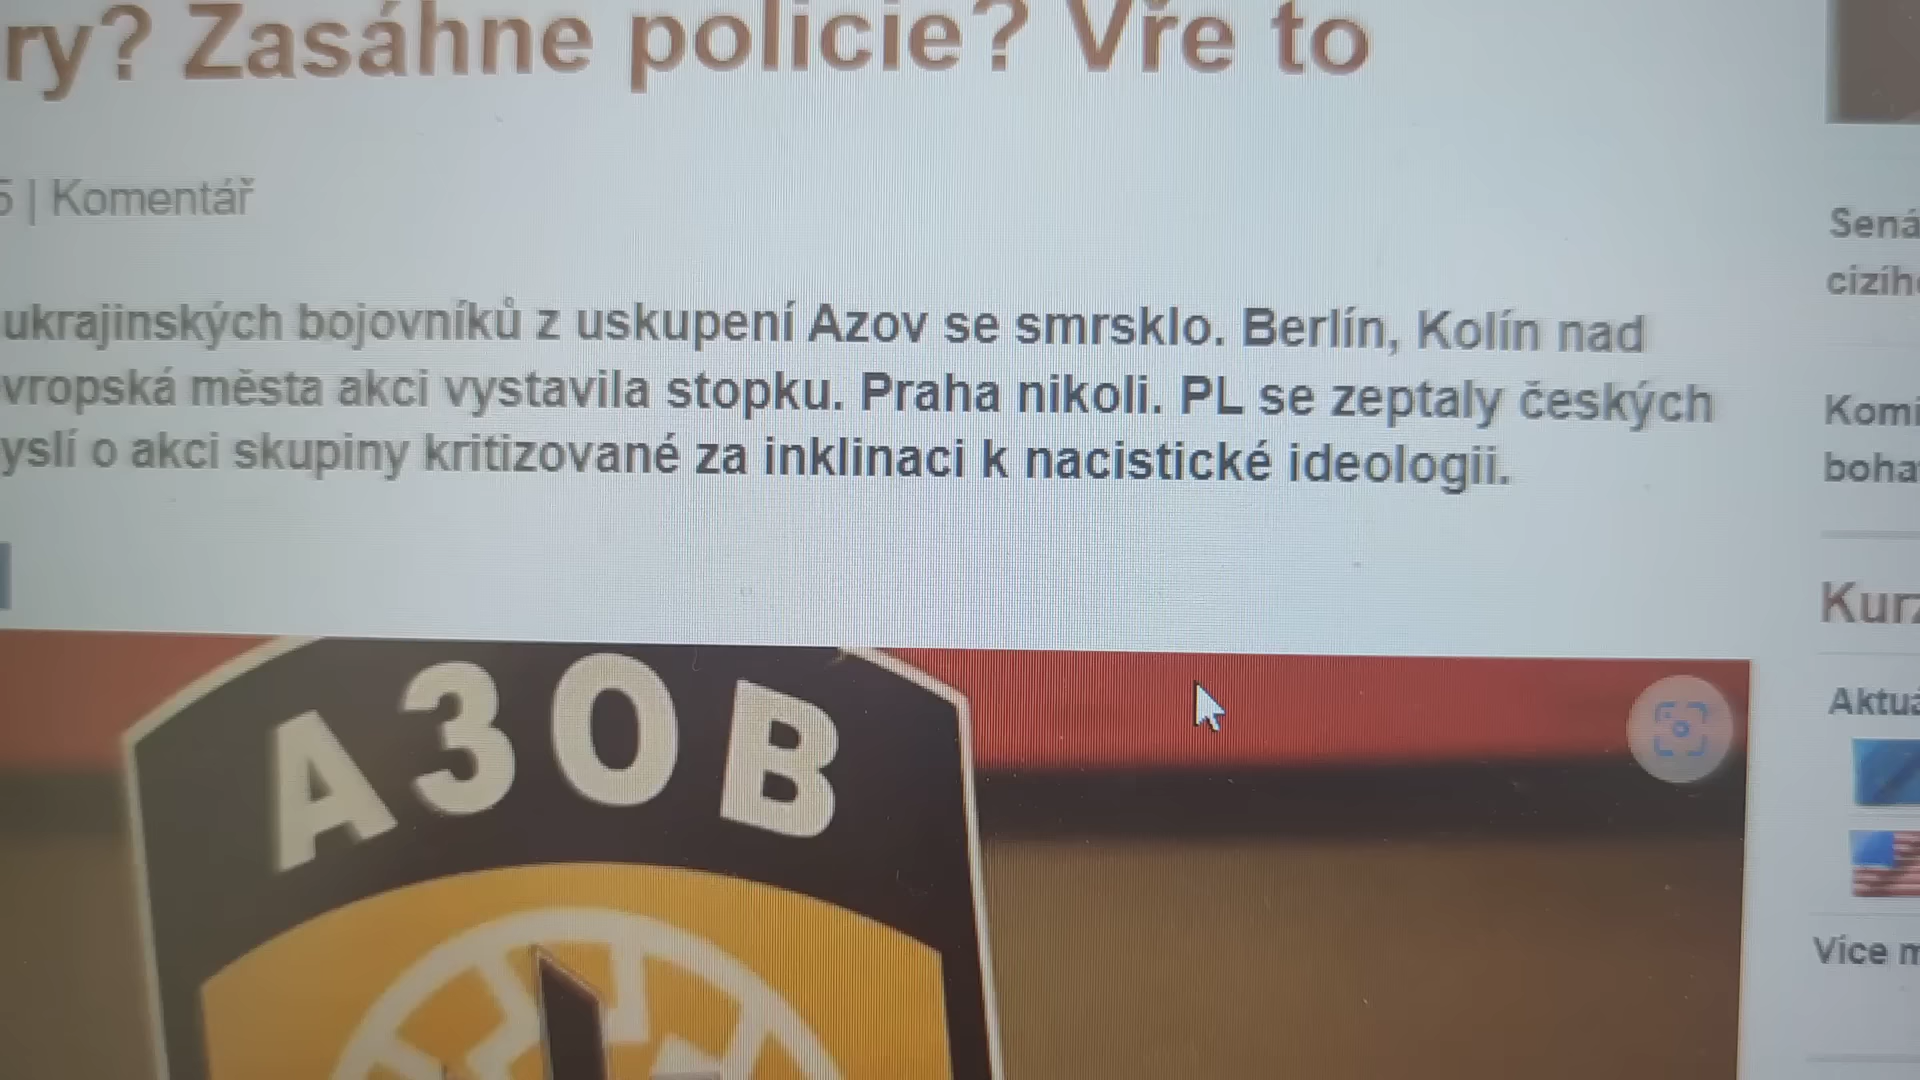 ry? Zasáhne policie? Vře to
5 | Komentář
ukrajinských bojovníků z uskupení Azov se smrsklo. Berlín, Kolín nad
vropská města akci vystavila stopku. Praha nikoli. PL se zeptaly českých
yslí o akci skupiny kritizované za inklinaci k nacistické ideologii.
АЗОВ
Sená
cizíh
Komi
boha
Kurz
Aktuá
Více m